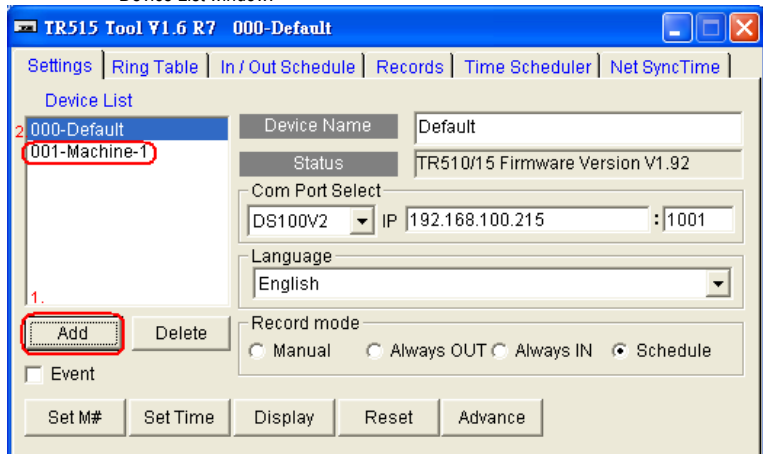 Device List window
TR515 Tool V1.6 R7 000-Default
Settings Ring Table In / Out Schedule Records Time Scheduler Net SyncTime
Device List
2 000-Default
001-Machine-1
1.
Add Delete
Event
Device Name Default
Status TR510/15 Firmware Version V1.92
Com Port Select
DS100V2 IP 192.168.100.215 : 1001
Language
English
Record mode
Manual Always OUT Always IN Schedule
Set M# Set Time Display Reset Advance